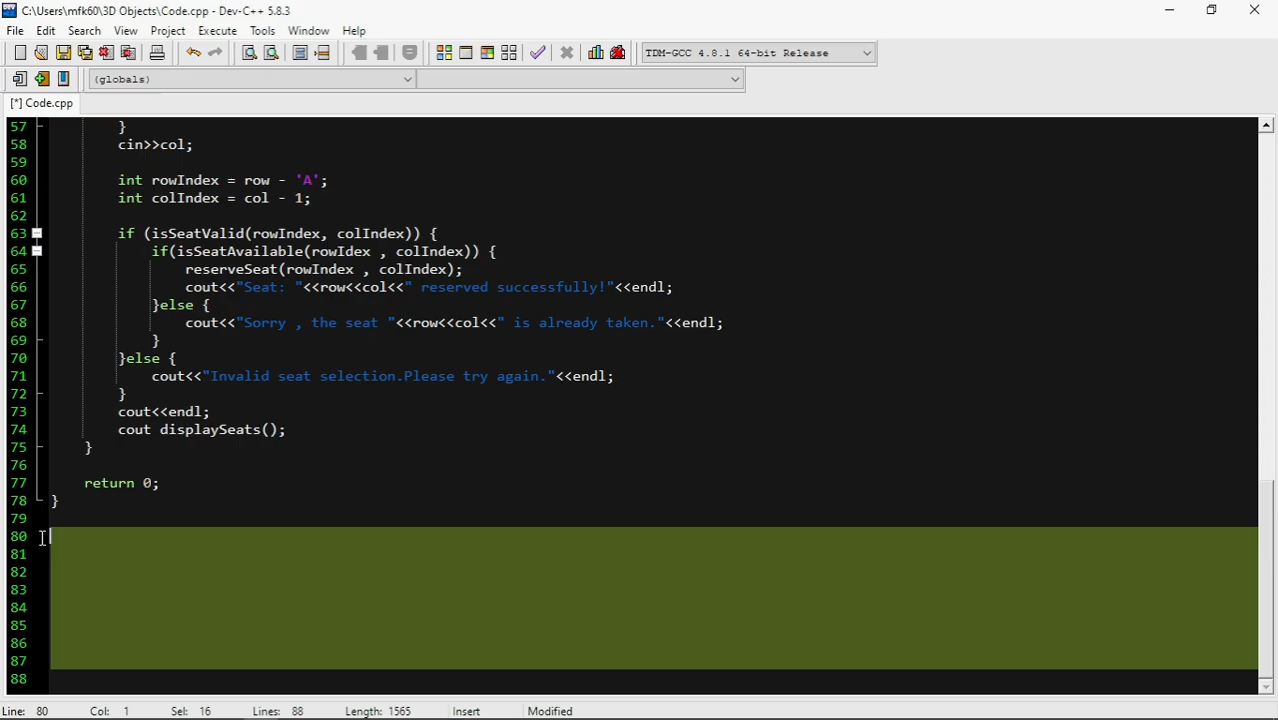 C:\Users\mfk60\3D Objects\Code.cpp - Dev-C++ 5.8.3
File Edit Search View Project Execute Tools Window Help
TDM-GCC 4.8.1 64-bit Release
(globals)
[*] Code.cpp
57 }
58 cin>>col;
59
60 int rowIndex = row - 'A';
61 int colIndex = col - 1;
62
63 if (isSeatValid(rowIndex, colIndex)) {
64 if(isSeatAvailable(rowIdex , colIndex)) {
65 reserveSeat(rowIndex , colIndex);
66 cout<<"Seat: "<<row<<col<<" reserved successfully!"<<endl;
67 }else {
68 cout<<"Sorry , the seat "<<row<<col<<" is already taken."<<endl;
69 }
70 }else {
71 cout<<"Invalid seat selection.Please try again."<<endl;
72 }
73 cout<<endl;
74 cout displaySeats();
75 }
76
77 return 0;
78 }
79
80
81
82
83
84
85
86
87
88
Line: 80 Col: 1 Sel: 16 Lines: 88 Length: 1565 Insert Modified